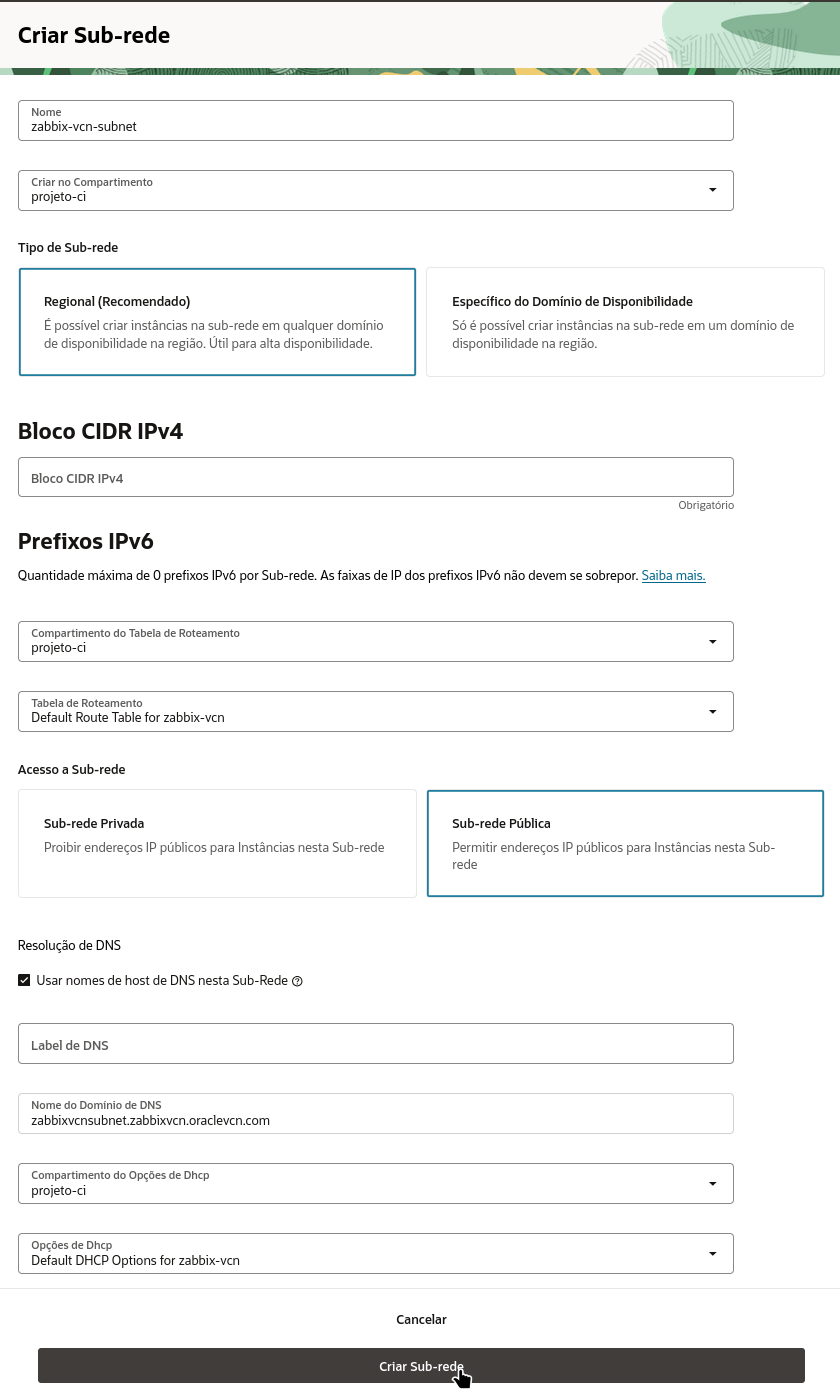 Criar Sub-rede
Nome
zabbix-vcn-subnet
Criar no Compartimento
projeto-ci
Tipo de Sub-rede
Regional (Recomendado)
É possível criar instâncias na sub-rede em qualquer domínio
de disponibilidade na região. Útil para alta disponibilidade.
Específico do Domínio de Disponibilidade
Só é possível criar instâncias na sub-rede em um domínio de
disponibilidade na região.
Bloco CIDR IPv4
Bloco CIDR IPv4
Obrigatório
Prefixos IPv6
Quantidade máxima de 0 prefixos IPv6 por Sub-rede. As faixas de IP dos prefixos IPv6 não devem se sobrepor. Saiba mais.
Compartimento do Tabela de Roteamento
projeto-ci
Tabela de Roteamento
Default Route Table for zabbix-vcn
Acesso a Sub-rede
Sub-rede Privada
Proibir endereços IP públicos para Instâncias nesta Sub-rede
Sub-rede Pública
Permitir endereços IP públicos para Instâncias nesta Sub-
rede
Resolução de DNS
Usar nomes de host de DNS nesta Sub-Rede
Label de DNS
Nome do Domínio de DNS
zabbixvcnsubnet.zabbixvcn.oraclevcn.com
Compartimento do Opções de Dhcp
projeto-ci
Opções de Dhcp
Default DHCP Options for zabbix-vcn
Cancelar
Criar Sub-rede